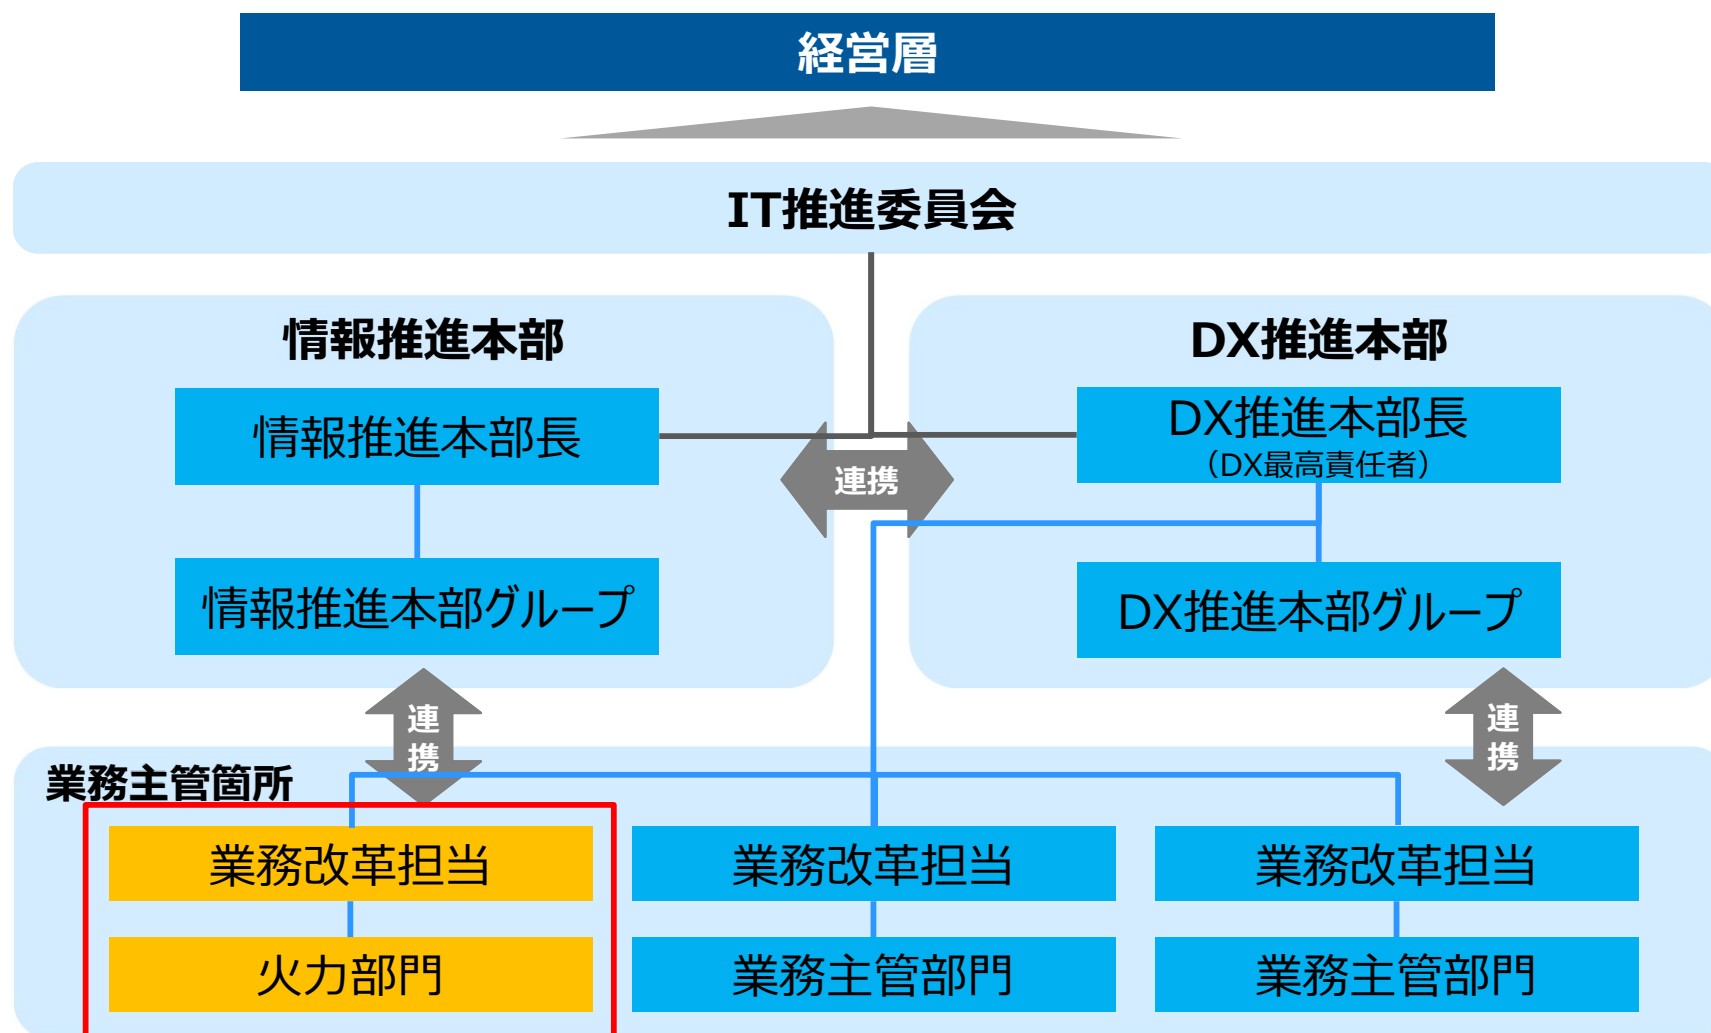 経営層
IT推進委員会
情報推進本部
DX推進本部
情報推進本部長
DX推進本部長
（DX最高責任者）
連携
情報推進本部グループ
DX推進本部グループ
連
携
連
携
業務主管箇所
業務改革担当
業務改革担当
業務改革担当
火力部門
業務主管部門
業務主管部門